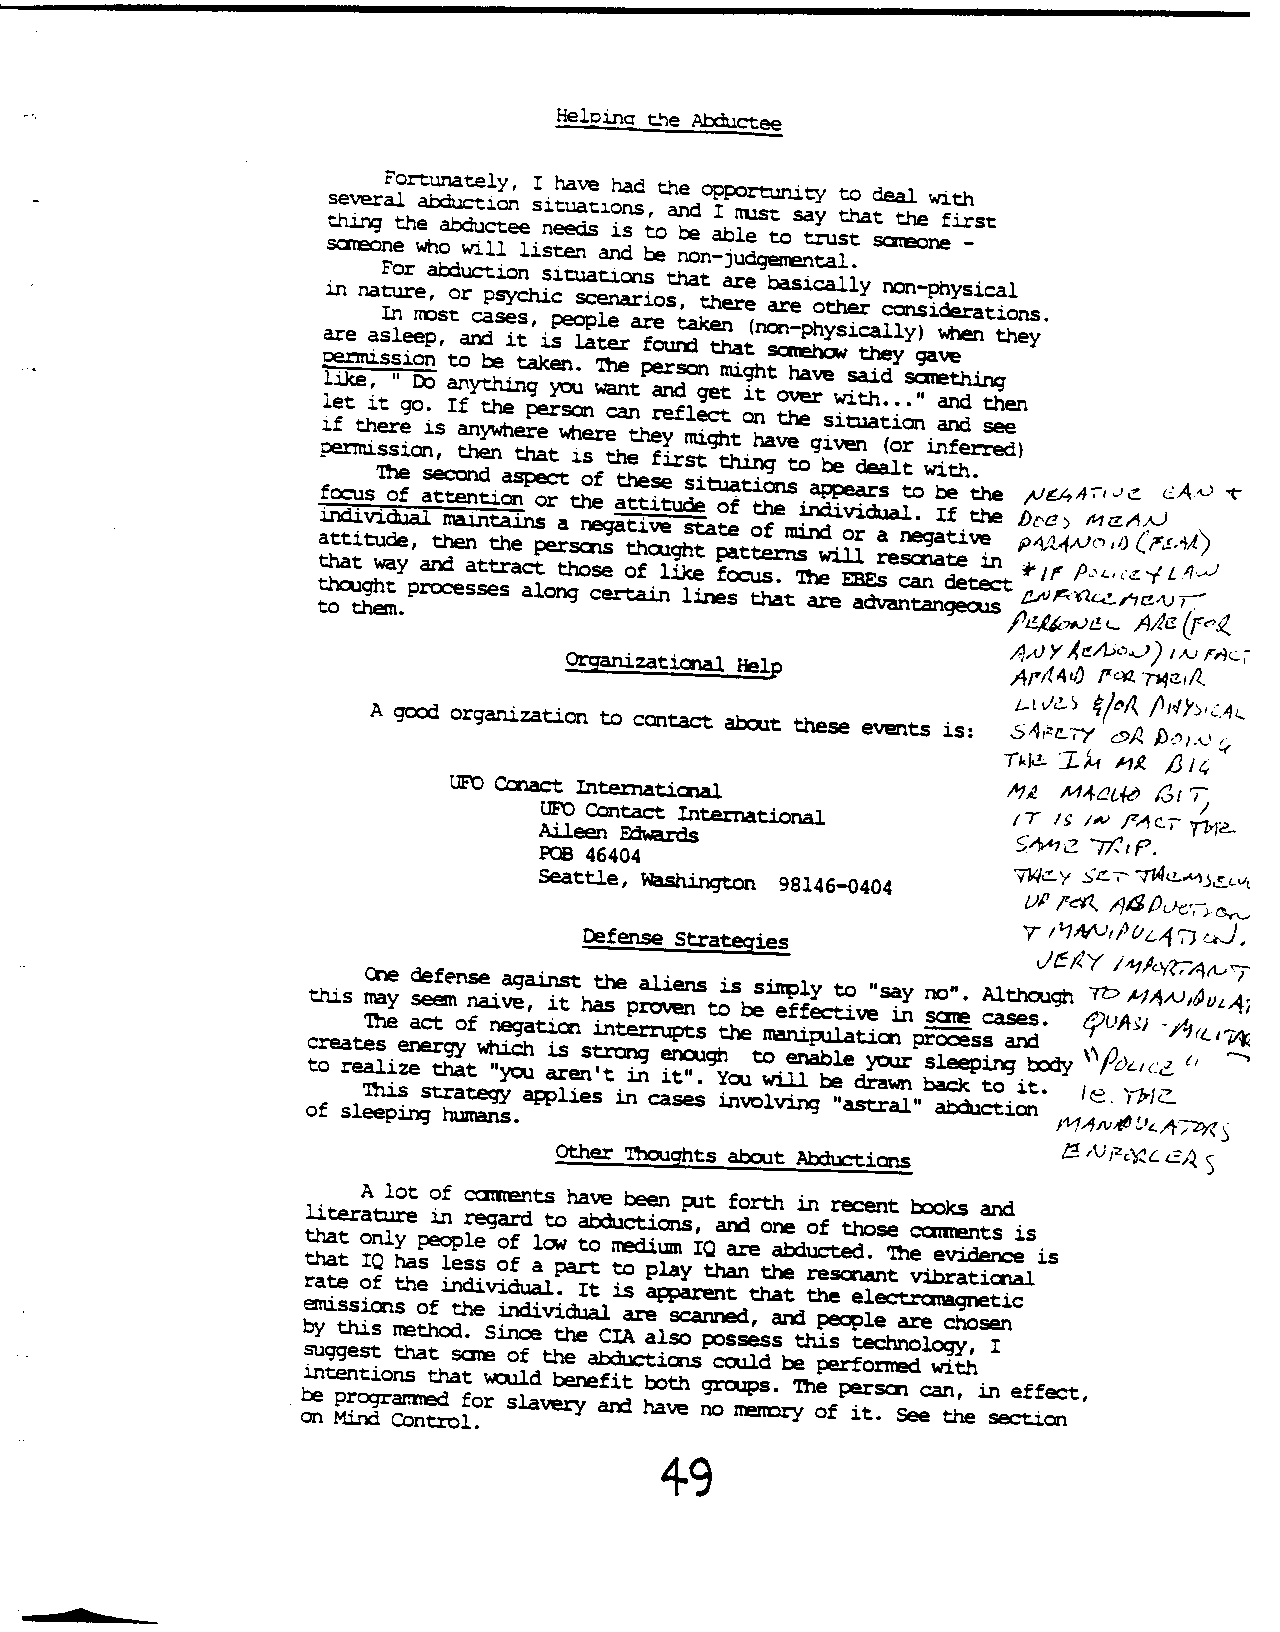 Helping the Abductee
Fortunately, I have had the opportunity to deal with
several abduction situations, and I must say that the first
thing the abductee needs is to be able to trust someone -
someone who will listen and be non-judgemental.
For abduction situations that are basically non-physical
in nature, or psychic scenarios, there are other considerations.
In most cases, people are taken (non-physically) when they
are asleep, and it is later found that somehow they gave
permission to be taken. The person might have said something
like, " Do anything you want and get it over with..." and then
let it go. If the person can reflect on the situation and see
if there is anywhere where they might have given (or inferred)
permission, then that is the first thing to be dealt with.
The second aspect of these situations appears to be the
focus of attention or the attitude of the individual. If the
individual maintains a negative state of mind or a negative
attitude, then the persons thought patterns will resonate in
that way and attract those of like focus. The EBEs can detect
thought processes along certain lines that are advantangeous
to them.
NEGATIVE CAN +
DOES MEAN
PARANOID (FEAR)
*IF POLICE & LAW
ENFORCEMENT
PERSONEL ARE (FOR
ANY REASON) IN FACT
AFRAID FOR THEIR
LIVES &/OR PHYSICAL
SAFETY OR DOING
THE I'M MR BIG
MR MACHO BIT,
IT IS IN FACT THE
SAME TRIP.
THEY SET THEMSELV
UP FOR ABDUCTION
+ MANIPULATION.
VERY IMPORTANT
TO MANIPULAT
QUASI-MILITA
"POLICE"
ie. THE
MANIPULATORS
ENFORCERS
Organizational Help
A good organization to contact about these events is:
UFO Conact International
UFO Contact International
Aileen Edwards
POB 46404
Seattle, Washington 98146-0404
Defense Strategies
One defense against the aliens is simply to "say no". Although
this may seem naive, it has proven to be effective in some cases.
The act of negation interrupts the manipulation process and
creates energy which is strong enough to enable your sleeping body
to realize that "you aren't in it". You will be drawn back to it.
This strategy applies in cases involving "astral" abduction
of sleeping humans.
Other Thoughts about Abductions
A lot of comments have been put forth in recent books and
literature in regard to abductions, and one of those comments is
that only people of low to medium IQ are abducted. The evidence is
that IQ has less of a part to play than the resonant vibrational
rate of the individual. It is apparent that the electromagnetic
emissions of the individual are scanned, and people are chosen
by this method. Since the CIA also possess this technology, I
suggest that some of the abductions could be performed with
intentions that would benefit both groups. The person can, in effect,
be programmed for slavery and have no memory of it. See the section
on Mind Control.
49